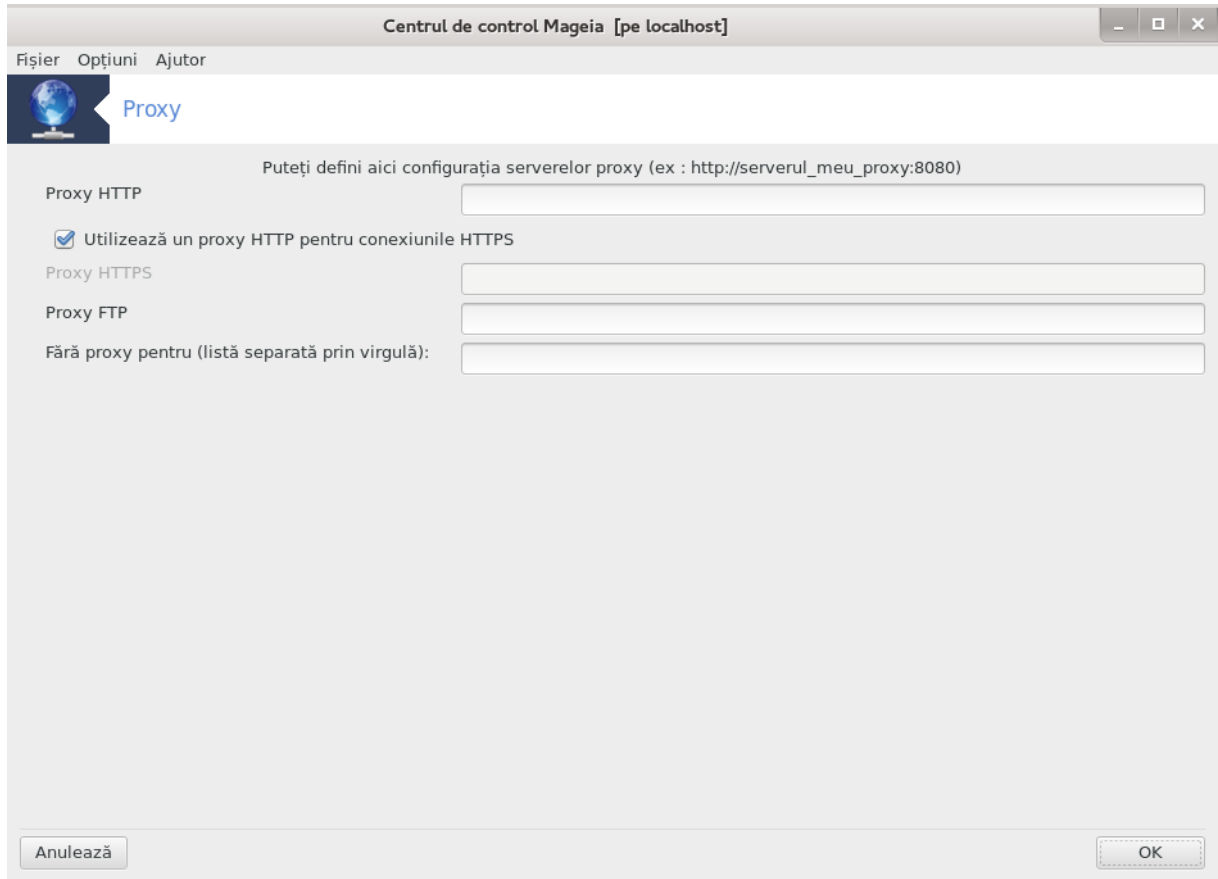 Centrul de control Mageia [pe localhost]
Fișier Opțiuni Ajutor
Proxy
Puteți defini aici configurația serverelor proxy (ex : http://serverul_meu_proxy:8080)
Proxy HTTP
Utilizează un proxy HTTP pentru conexiunile HTTPS
Proxy HTTPS
Proxy FTP
Fără proxy pentru (listă separată prin virgulă):
Anulează OK